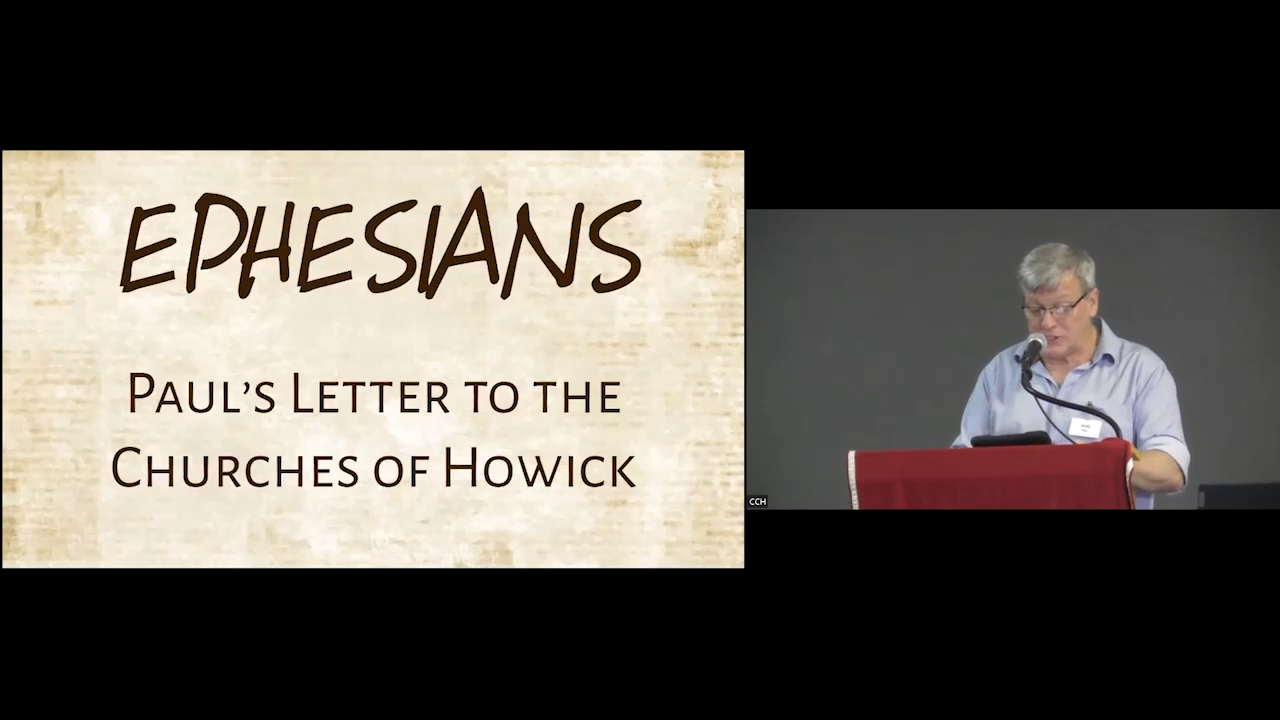 EPHESIANS
PAUL'S LETTER TO THE
CHURCHES OF HOWICK
CCH